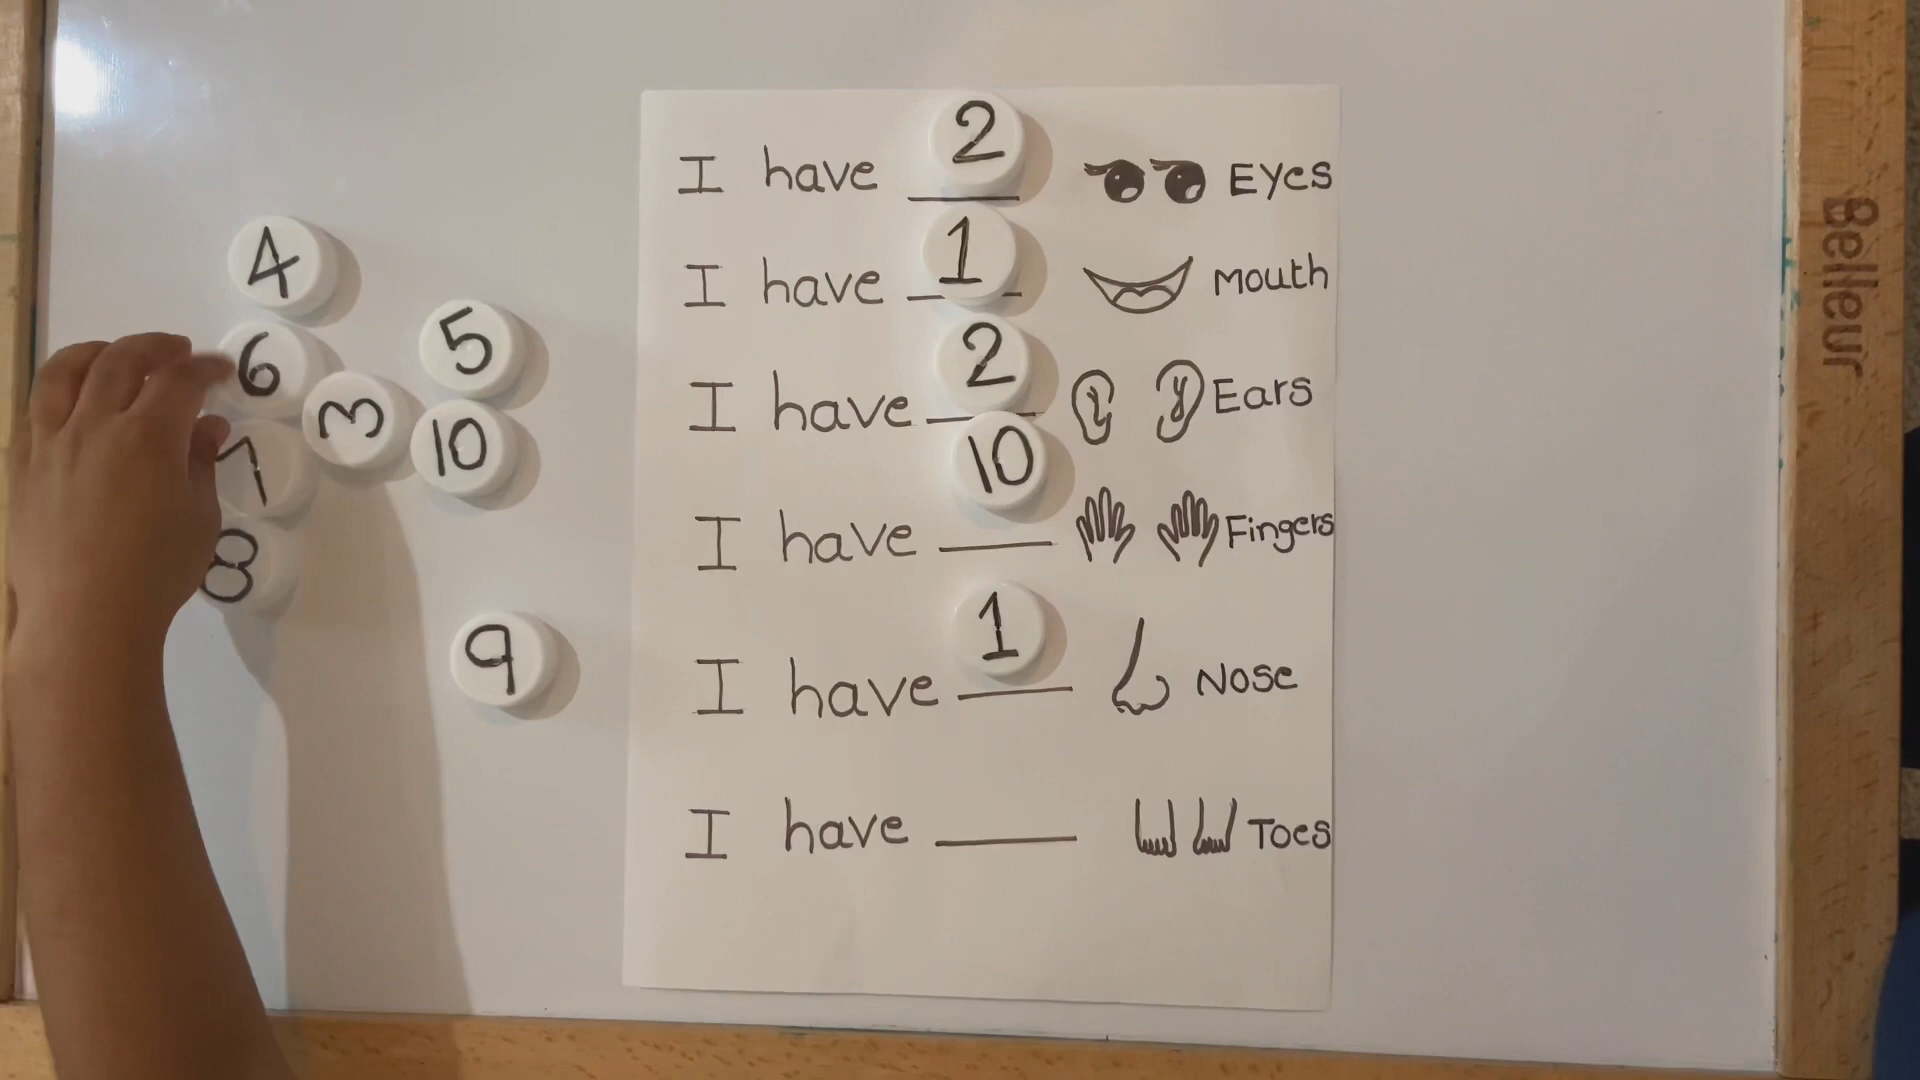 I have 2 Eyes
I have 1 Mouth
I have 2 Ears
I have 10 Fingers
I have 1 Nose
I have ___ Toes
4
6
5
3
10
7
8
9
Belleur